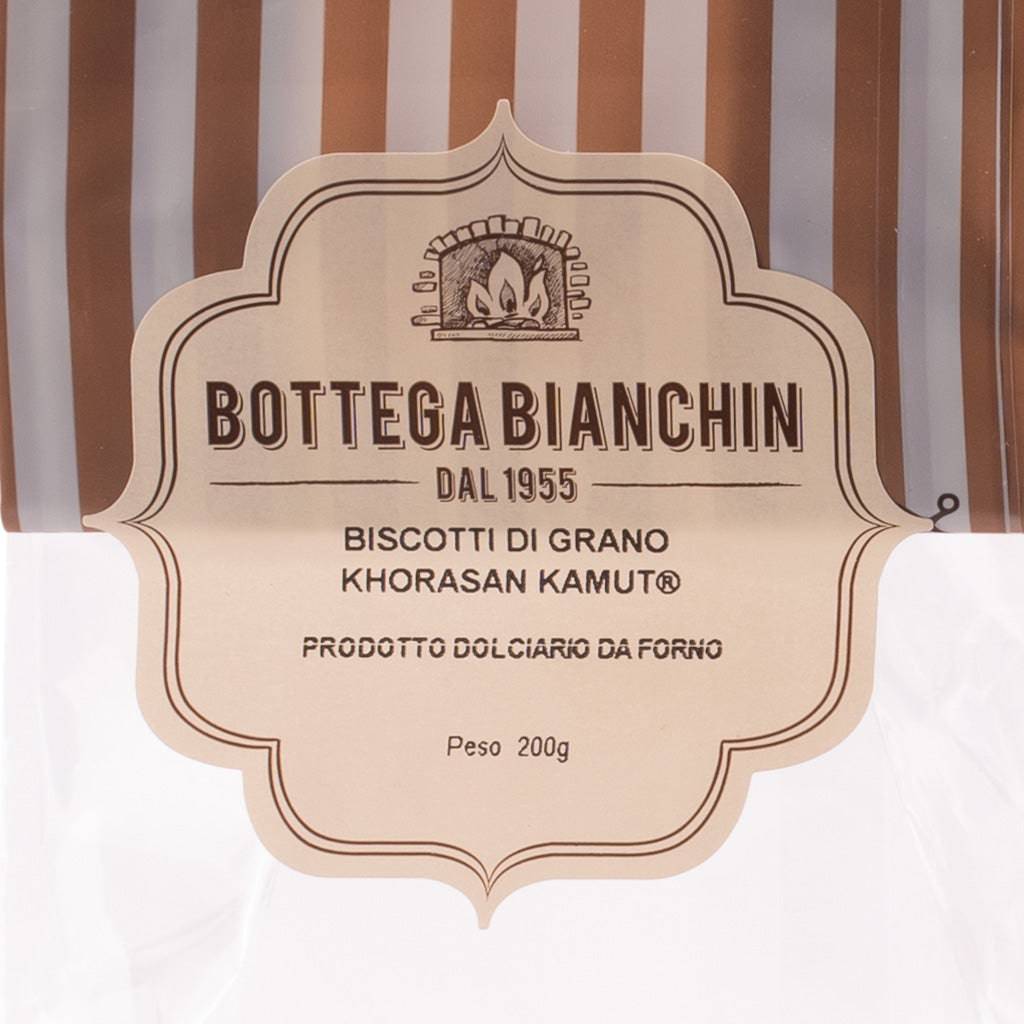 BOTTEGA BIANCHIN
DAL 1955
BISCOTTI DI GRANO
KHORASAN KAMUT®
PRODOTTO DOLCIARIO DA FORNO
Peso 200g